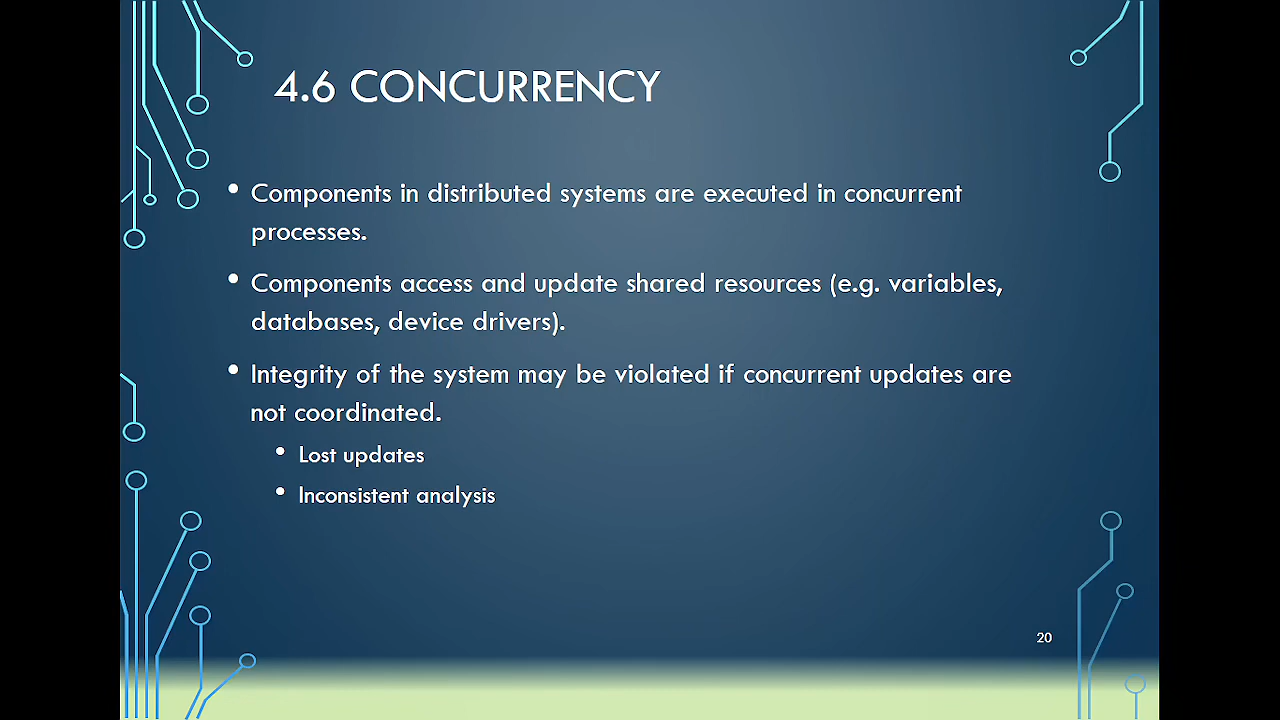 4.6 CONCURRENCY
• Components in distributed systems are executed in concurrent
processes.
• Components access and update shared resources (e.g. variables,
databases, device drivers).
• Integrity of the system may be violated if concurrent updates are
not coordinated.
• Lost updates
• Inconsistent analysis
20